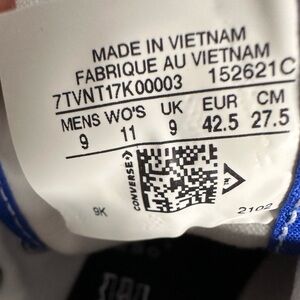 MADE IN VIETNAM
FABRIQUE AU VIETNAM
7TVNT17K00003 152621C
MENS WO'S UK EUR CM
9 11 9 42.5 27.5
CONVERSE
9K
2102